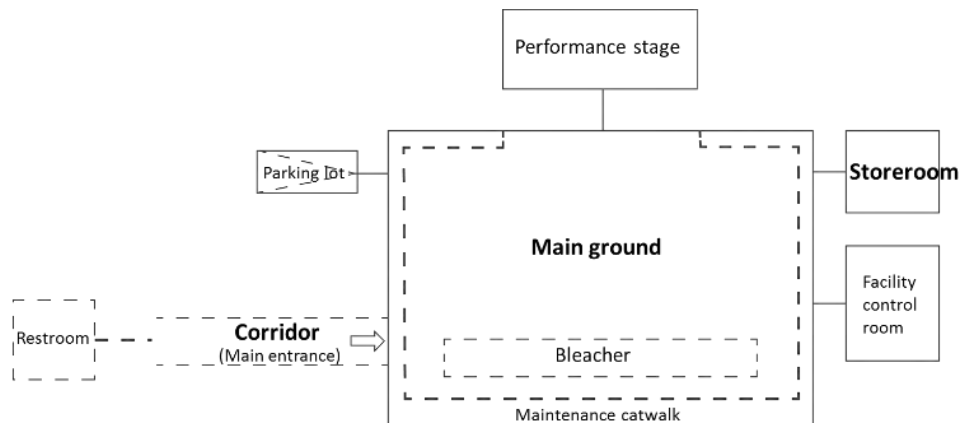 Performance stage
Parking lot
Storeroom
Main ground
Facility
control
room
Restroom
Corridor
(Main entrance)
Bleacher
Maintenance catwalk